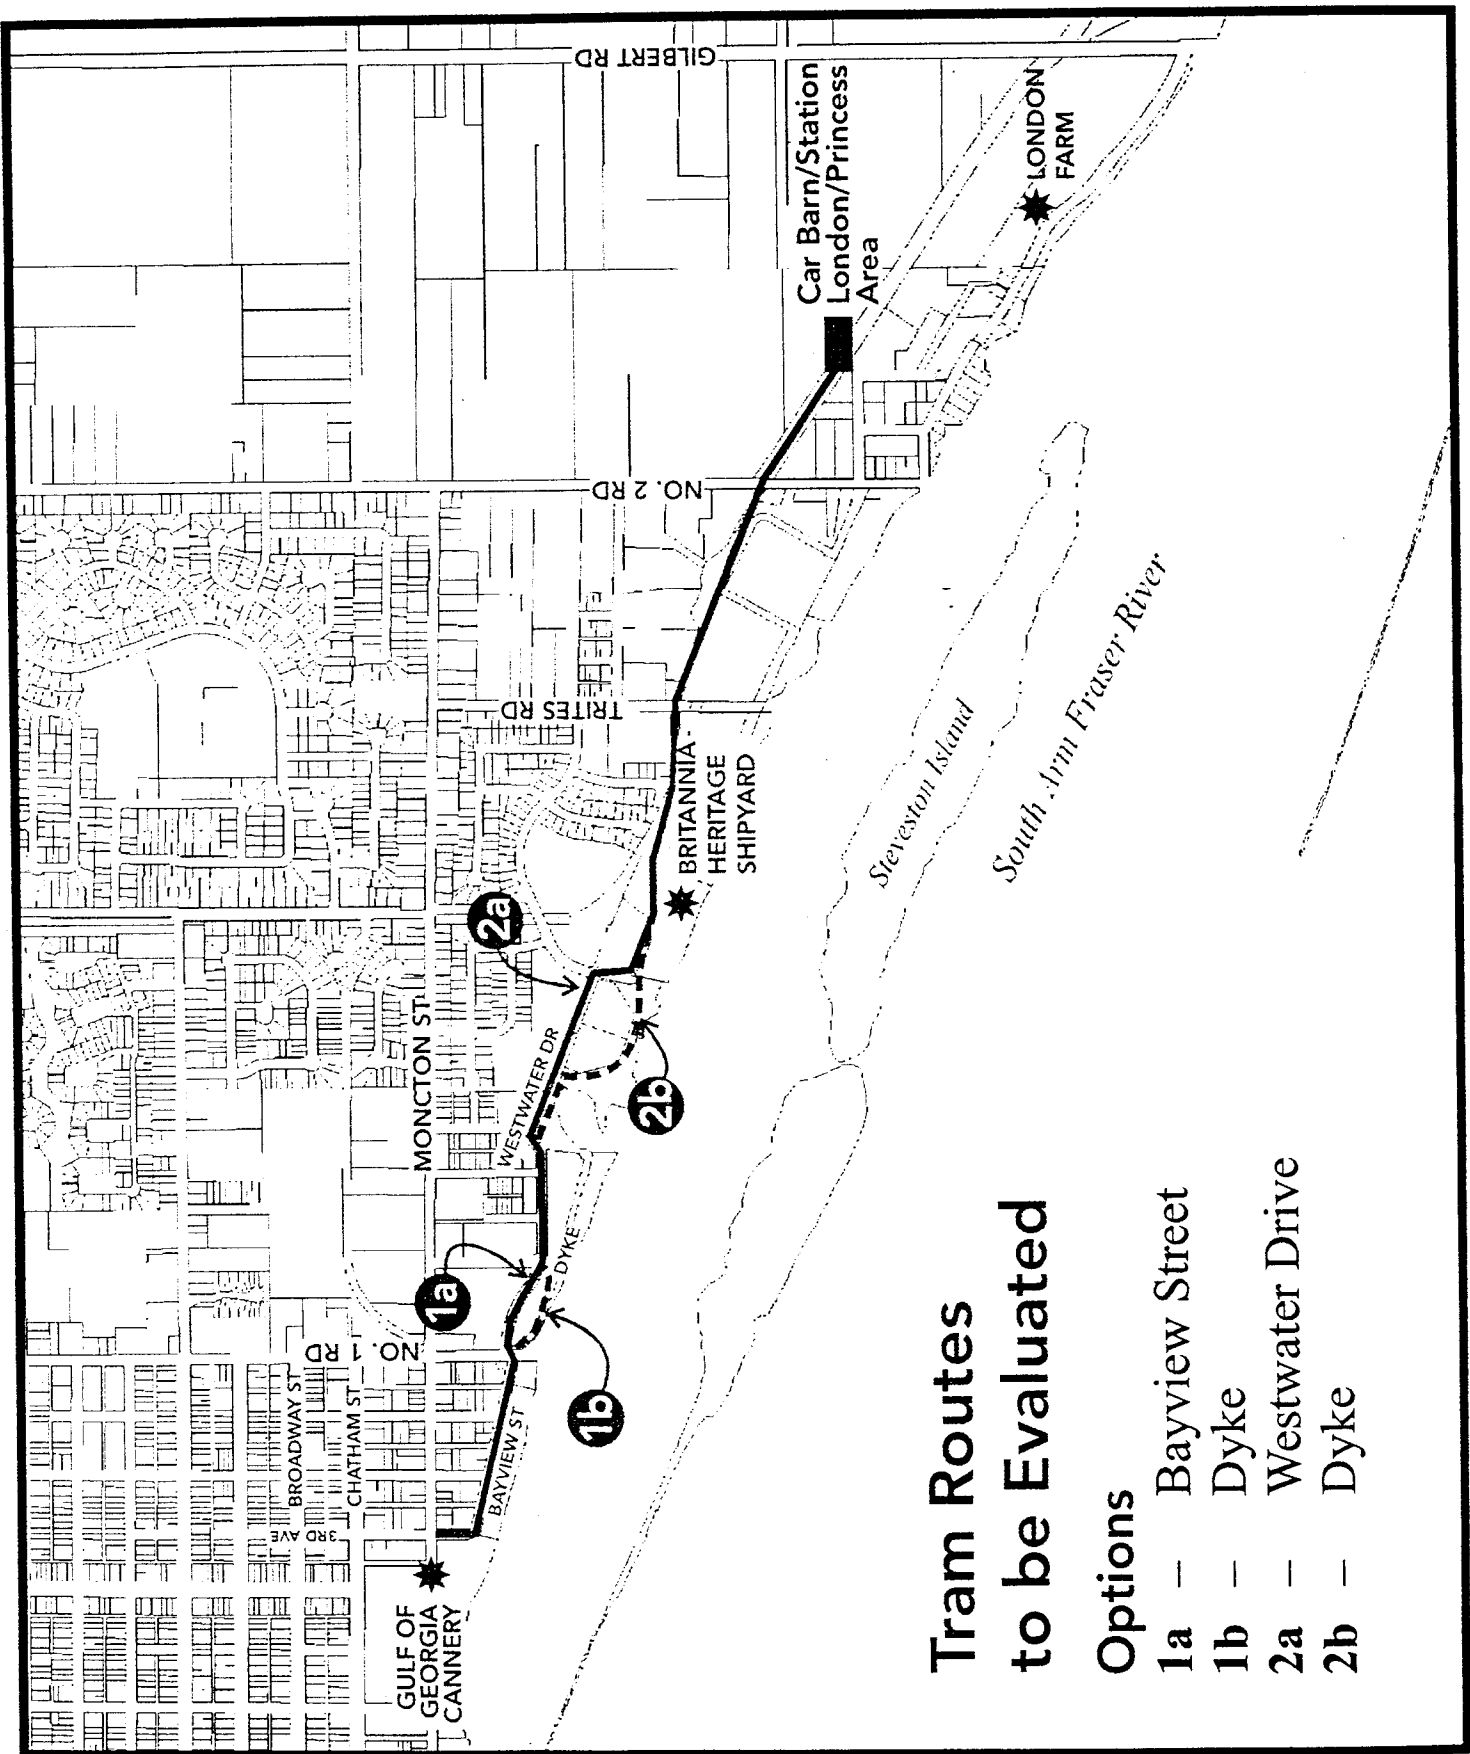 GILBERT RD
Car Barn/Station
London/Princess
Area
LONDON
FARM
NO. 2 RD
TRITES RD
BRITANNIA
HERITAGE
SHIPYARD
Steveston Island
South Arm Fraser River
2a
MONCTON ST
WESTWATER DR
2b
1a
DYKE
NO. 1 RD
1b
BROADWAY ST
CHATHAM ST
BAYVIEW ST
3RD AVE
GULF OF
GEORGIA
CANNERY
Tram Routes
to be Evaluated
Options
1a – Bayview Street
1b – Dyke
2a – Westwater Drive
2b – Dyke